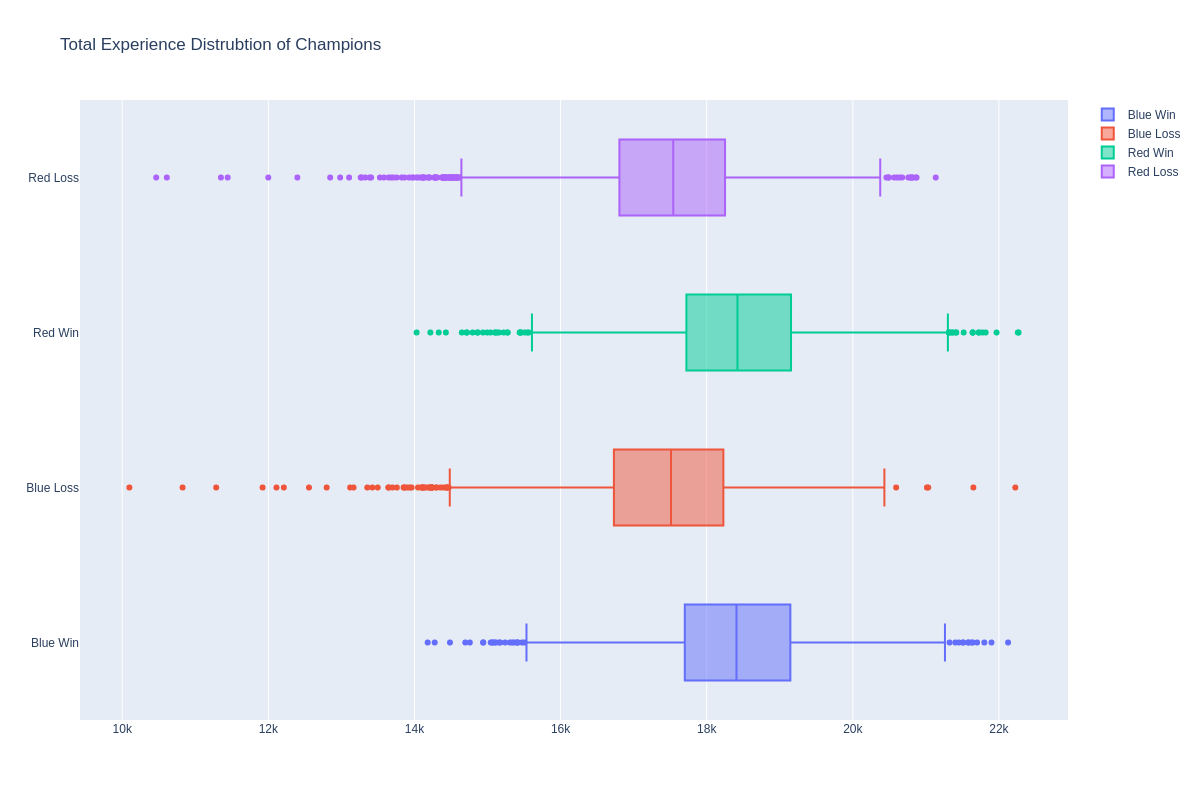 Total Experience Distrubtion of Champions
Blue Win
Blue Loss
Red Win
Red Loss
Red Loss
Red Win
Blue Loss
Blue Win
10k 12k 14k 16k 18k 20k 22k